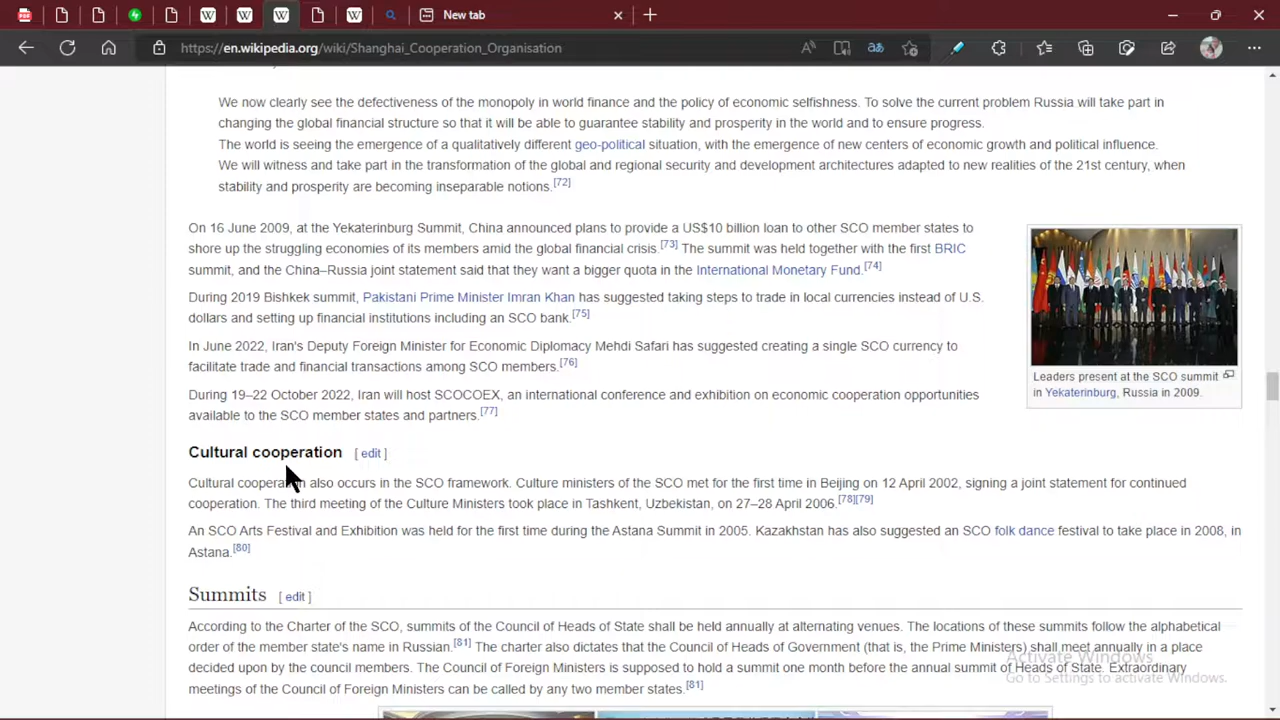 New tab
https://en.wikipedia.org/wiki/Shanghai_Cooperation_Organisation
We now clearly see the defectiveness of the monopoly in world finance and the policy of economic selfishness. To solve the current problem Russia will take part in
changing the global financial structure so that it will be able to guarantee stability and prosperity in the world and to ensure progress.
The world is seeing the emergence of a qualitatively different geo-political situation, with the emergence of new centers of economic growth and political influence.
We will witness and take part in the transformation of the global and regional security and development architectures adapted to new realities of the 21st century, when
stability and prosperity are becoming inseparable notions.[72]
On 16 June 2009, at the Yekaterinburg Summit, China announced plans to provide a US$10 billion loan to other SCO member states to
shore up the struggling economies of its members amid the global financial crisis.[73] The summit was held together with the first BRIC
summit, and the China–Russia joint statement said that they want a bigger quota in the International Monetary Fund.[74]
During 2019 Bishkek summit, Pakistani Prime Minister Imran Khan has suggested taking steps to trade in local currencies instead of U.S.
dollars and setting up financial institutions including an SCO bank.[75]
In June 2022, Iran's Deputy Foreign Minister for Economic Diplomacy Mehdi Safari has suggested creating a single SCO currency to
facilitate trade and financial transactions among SCO members.[76]
During 19–22 October 2022, Iran will host SCOCOEX, an international conference and exhibition on economic cooperation opportunities
available to the SCO member states and partners.[77]
Leaders present at the SCO summit
in Yekaterinburg, Russia in 2009.
Cultural cooperation [ edit ]
Cultural cooperation also occurs in the SCO framework. Culture ministers of the SCO met for the first time in Beijing on 12 April 2002, signing a joint statement for continued
cooperation. The third meeting of the Culture Ministers took place in Tashkent, Uzbekistan, on 27–28 April 2006.[78][79]
An SCO Arts Festival and Exhibition was held for the first time during the Astana Summit in 2005. Kazakhstan has also suggested an SCO folk dance festival to take place in 2008, in
Astana.[80]
Summits [ edit ]
According to the Charter of the SCO, summits of the Council of Heads of State shall be held annually at alternating venues. The locations of these summits follow the alphabetical
order of the member state's name in Russian.[81] The charter also dictates that the Council of Heads of Government (that is, the Prime Ministers) shall meet annually in a place
decided upon by the council members. The Council of Foreign Ministers is supposed to hold a summit one month before the annual summit of Heads of State. Extraordinary
meetings of the Council of Foreign Ministers can be called by any two member states.[81]
Activate Windows
Go to Settings to activate Windows.